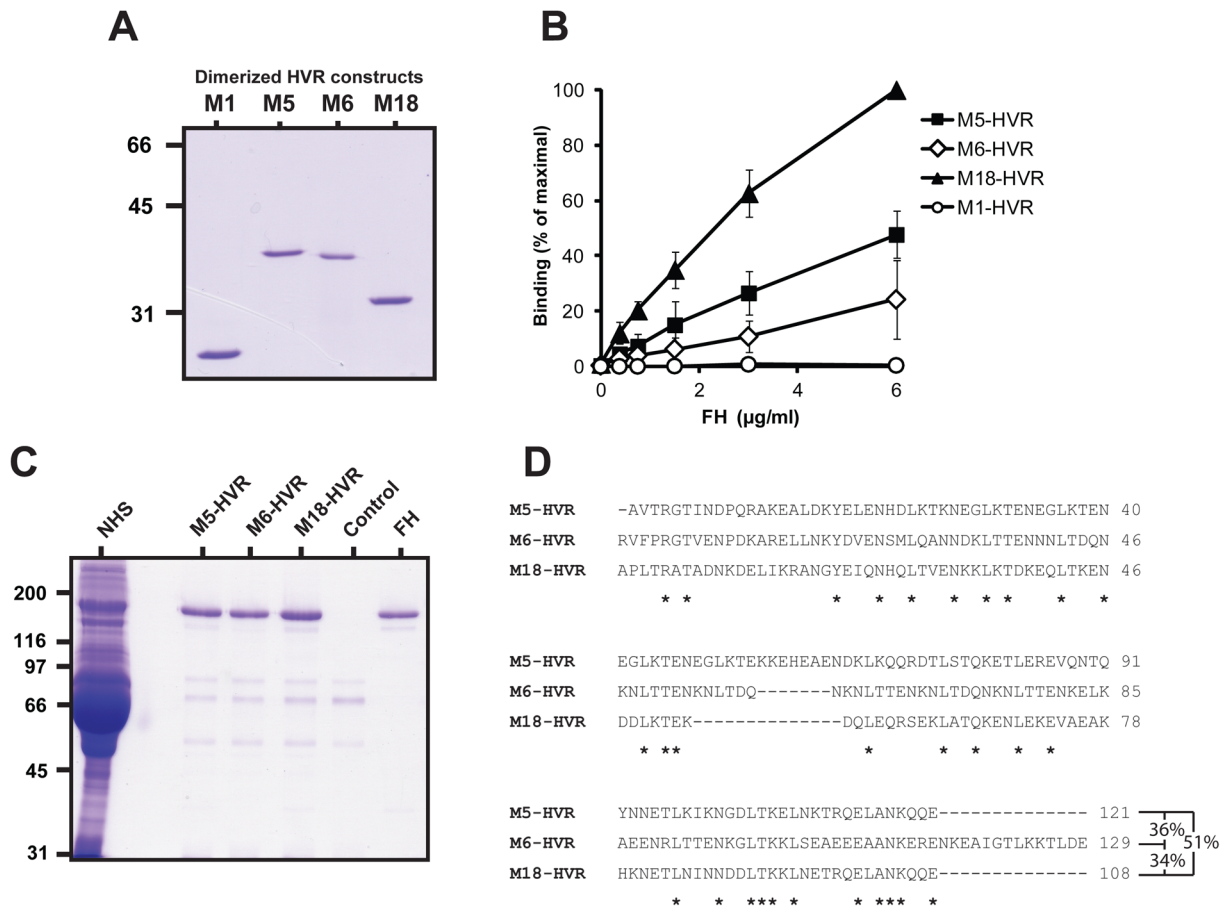 A
Dimerized HVR constructs
M1 M5 M6 M18
66
45
31
B
Binding (% of maximal)
100
80
60
40
20
0
0 2 4 6
FH (µg/ml)
M5-HVR
M6-HVR
M18-HVR
M1-HVR
C
NHS M5-HVR M6-HVR M18-HVR Control FH
200
116
97
66
45
31
D
M5-HVR -AVTRGTINDPQRAKEALDKYELENHDLKTKNEGLKTENEGLKTEN 40
M6-HVR RVFPRGTVENPDKARELLNKYDVENSMLQANNDKLTTENNNLTDQN 46
M18-HVR APLTRATADNKDELIKRANGYEIQNHQLTVENKKLKTDKEQLTKEN 46
* * * * * * * * * *
M5-HVR EGLKTENEGLKTEKKEHEAENDKLKQQRDTLSTQKETLEREVQNTQ 91
M6-HVR KNLTTENKNLTDQ-------NKNLTTENKNLTDQNKNLTTENKELK 85
M18-HVR DDLKTEK--------------DQLEQRSEKLATQKENLEKEVAEAK 78
* ** * * * * *
M5-HVR YNNETLKIKNGDLTKELNKTRQELANKQQE-------------- 121
M6-HVR AEENRLTTENKGLTKKLSEAEEEAANKERENKEAIGTLKKTLDE 129
M18-HVR HKNETLNINNDDLTKKLNETRQELANKQQE-------------- 108
* * *** * * *** *
36%
51%
34%